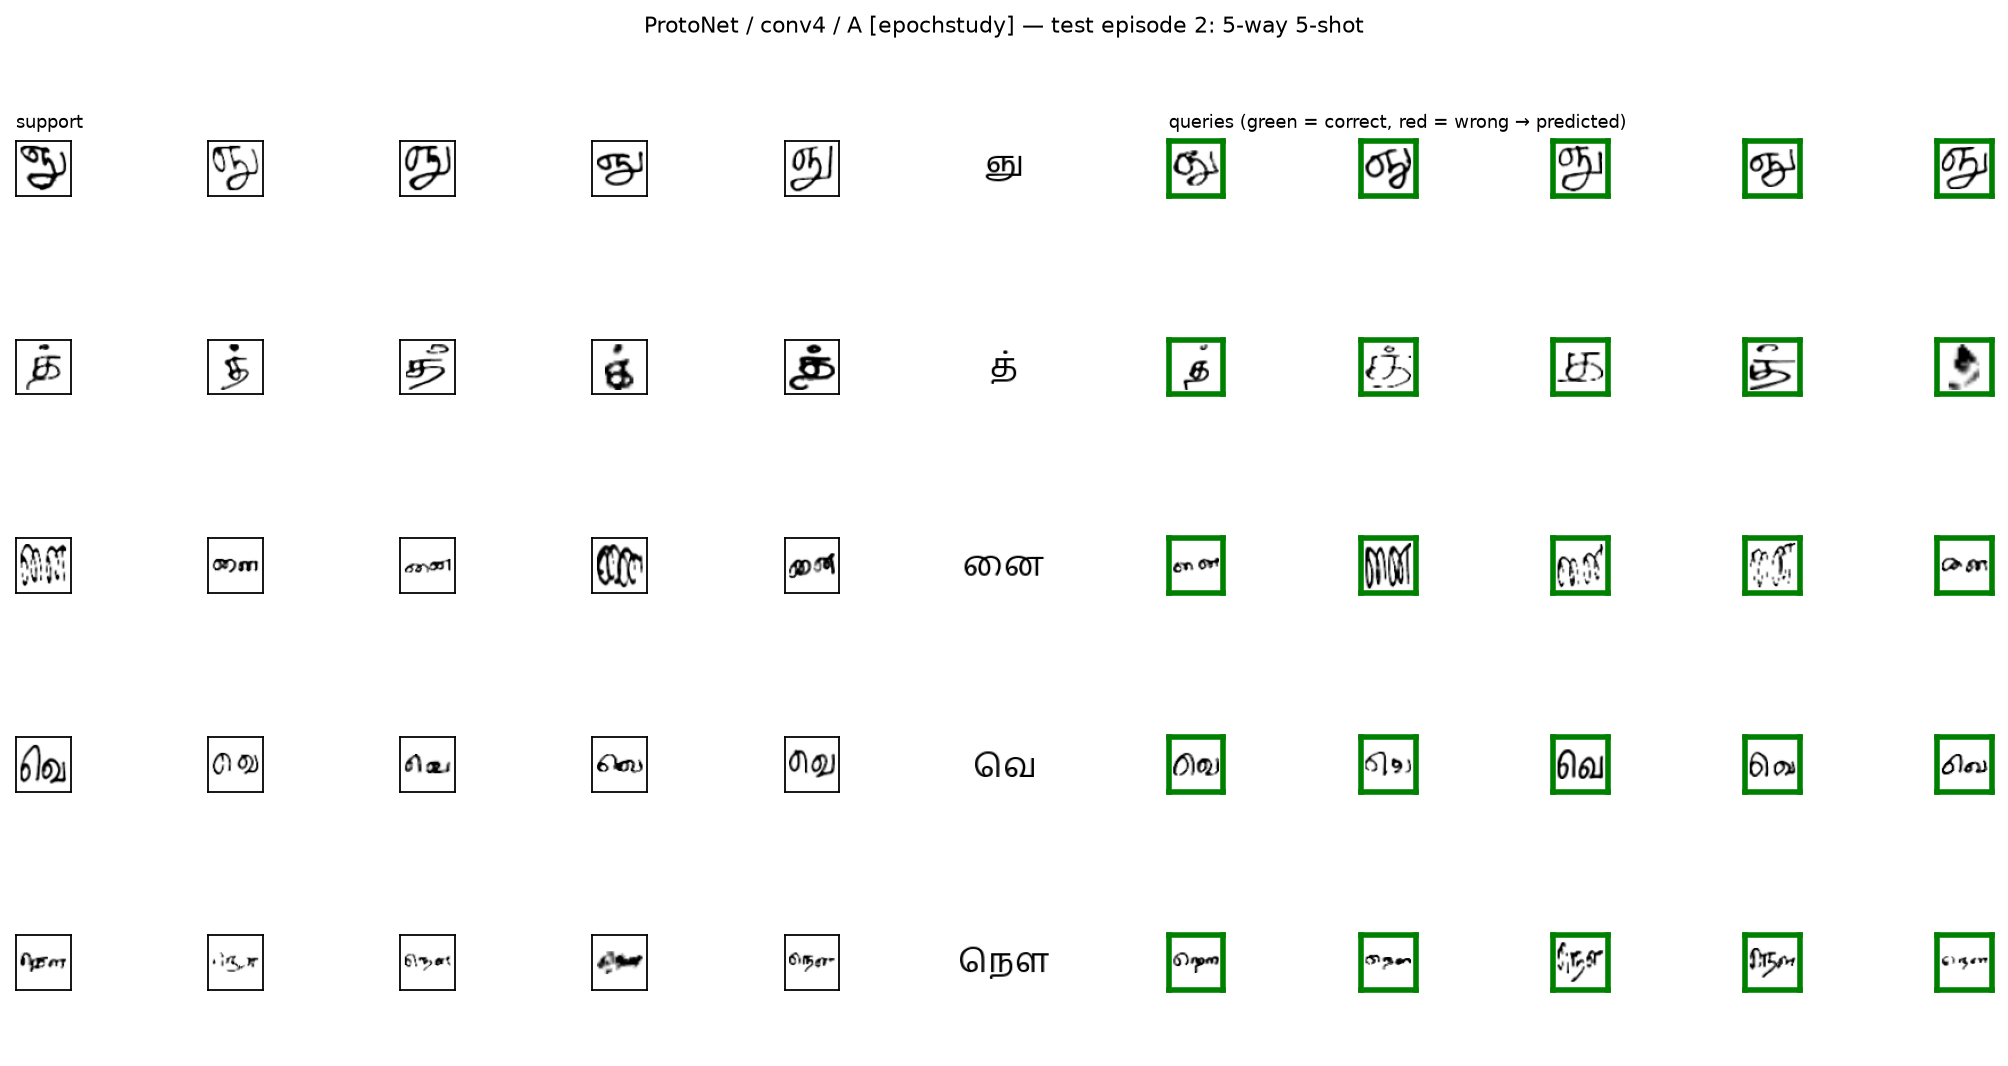 ProtoNet / conv4 / A [epochstudy] — test episode 2: 5-way 5-shot
support queries (green = correct, red = wrong → predicted)
னு னு னு னு னு னு னு னு னு னு னு
த் த் த் த் த் த் த் த் த த் 
னை னை னை னை னை னை னை னை னை னை னை
வெ வெ வெ வெ வெ வெ வெ வெ வெ வெ வெ
நௌ நௌ நௌ நௌ நௌ நௌ நௌ நௌ நௌ